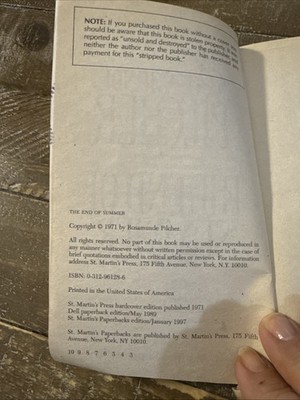 NOTE: If you purchased this book without a cover
should be aware that this book is stolen property. It was
reported as "unsold and destroyed" to the publisher, and
neither the author nor the publisher has received any
payment for this "stripped book."
THE END OF SUMMER
Copyright © 1971 by Rosamunde Pilcher.
All rights reserved. No part of this book may be used or reproduced in
any manner whatsoever without written permission except in the case of
brief quotations embodied in critical articles or reviews. For information
address St. Martin's Press, 175 Fifth Avenue, New York, N.Y. 10010.
ISBN: 0-312-96128-6
Printed in the United States of America
St. Martin's Press hardcover edition published 1971
Dell paperback edition/May 1989
St. Martin's Paperbacks edition/January 1997
St. Martin's Paperbacks are published by St. Martin's Press, 175 Fifth
Avenue, New York, NY 10010.
10 9 8 7 6 5 4 3